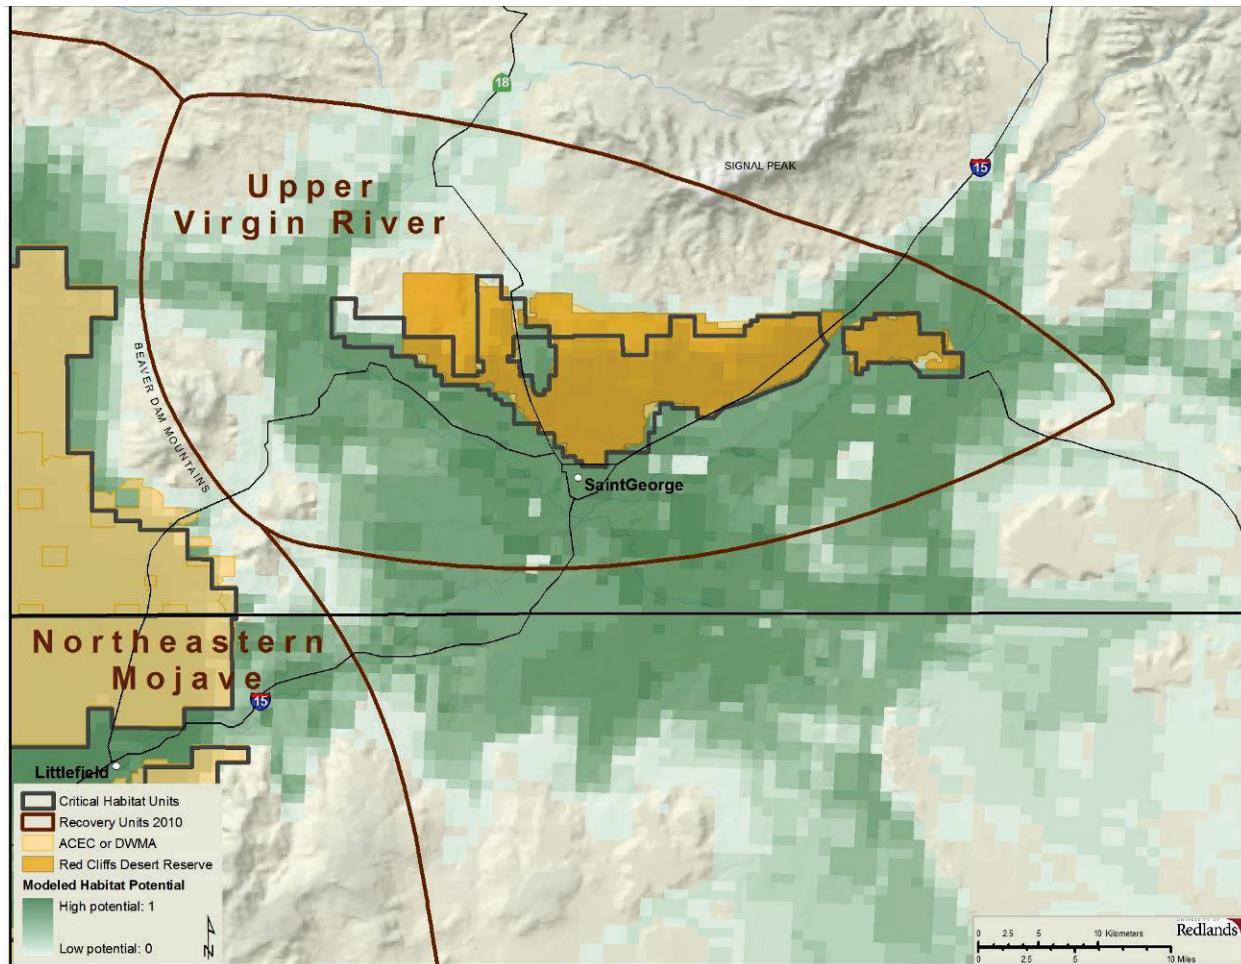 18
SIGNAL PEAK
15
Upper
Virgin River
BEAVER DAM MOUNTAINS
SaintGeorge
Northeastern
Mojave
15
Littlefield
Critical Habitat Units
Recovery Units 2010
ACEC or DWMA
Red Cliffs Desert Reserve
Modeled Habitat Potential
High potential: 1
Low potential: 0
N
UNIVERSITY OF
Redlands
0 2.5 5 10 Kilometers
0 2.5 5 10 Miles